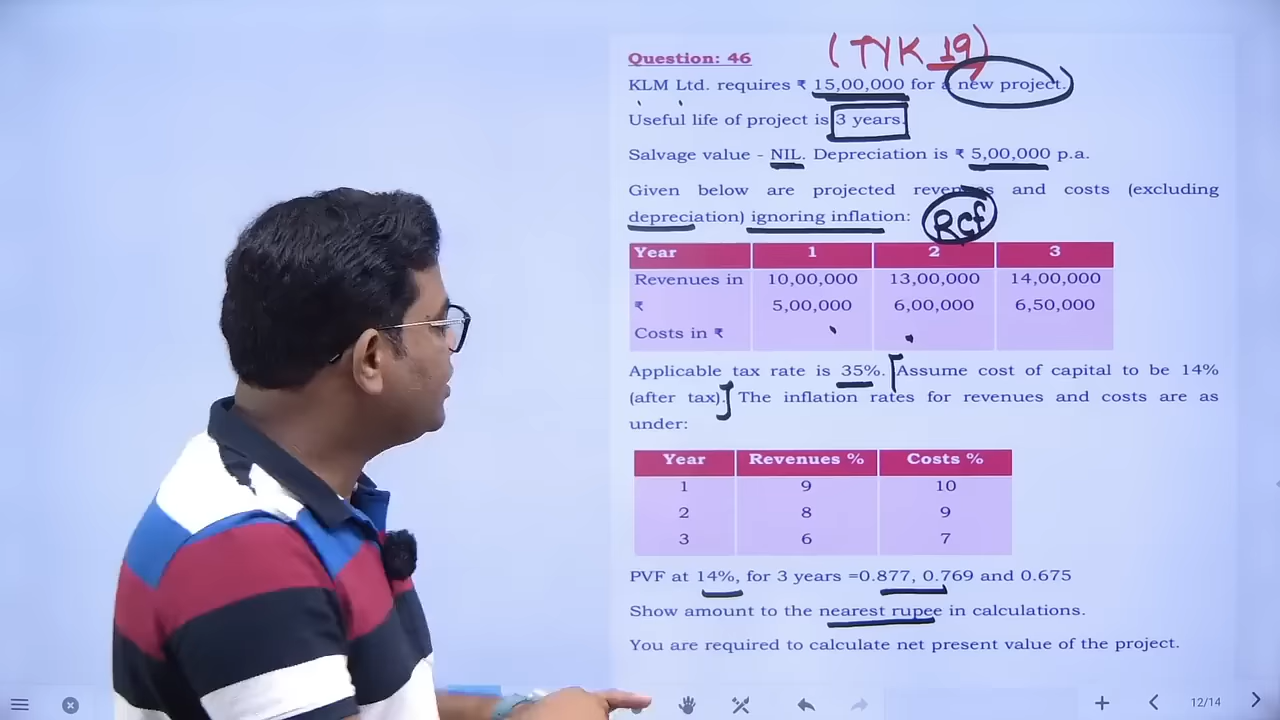 (TYK 19)
Question: 46
KLM Ltd. requires ₹ 15,00,000 for a new project.
Useful life of project is 3 years.
Salvage value - NIL. Depreciation is ₹ 5,00,000 p.a.
Given below are projected revenues and costs (excluding
depreciation) ignoring inflation:
RCf
Year 1 2 3
Revenues in 10,00,000 13,00,000 14,00,000
₹ 5,00,000 6,00,000 6,50,000
Costs in ₹
Applicable tax rate is 35%. [Assume cost of capital to be 14%
(after tax).] The inflation rates for revenues and costs are as
under:
Year Revenues % Costs %
1 9 10
2 8 9
3 6 7
PVF at 14%, for 3 years =0.877, 0.769 and 0.675
Show amount to the nearest rupee in calculations.
You are required to calculate net present value of the project.
12/14